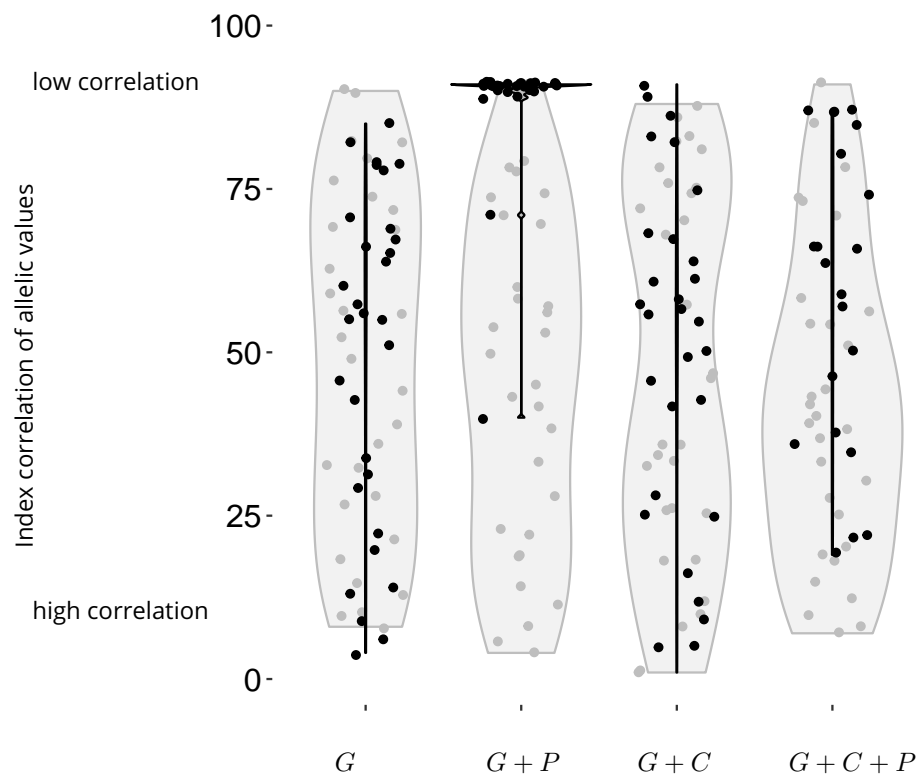 100
low correlation
75
Index correlation of allelic values
50
25
high correlation
0
G
G + P
G + C
G + C + P